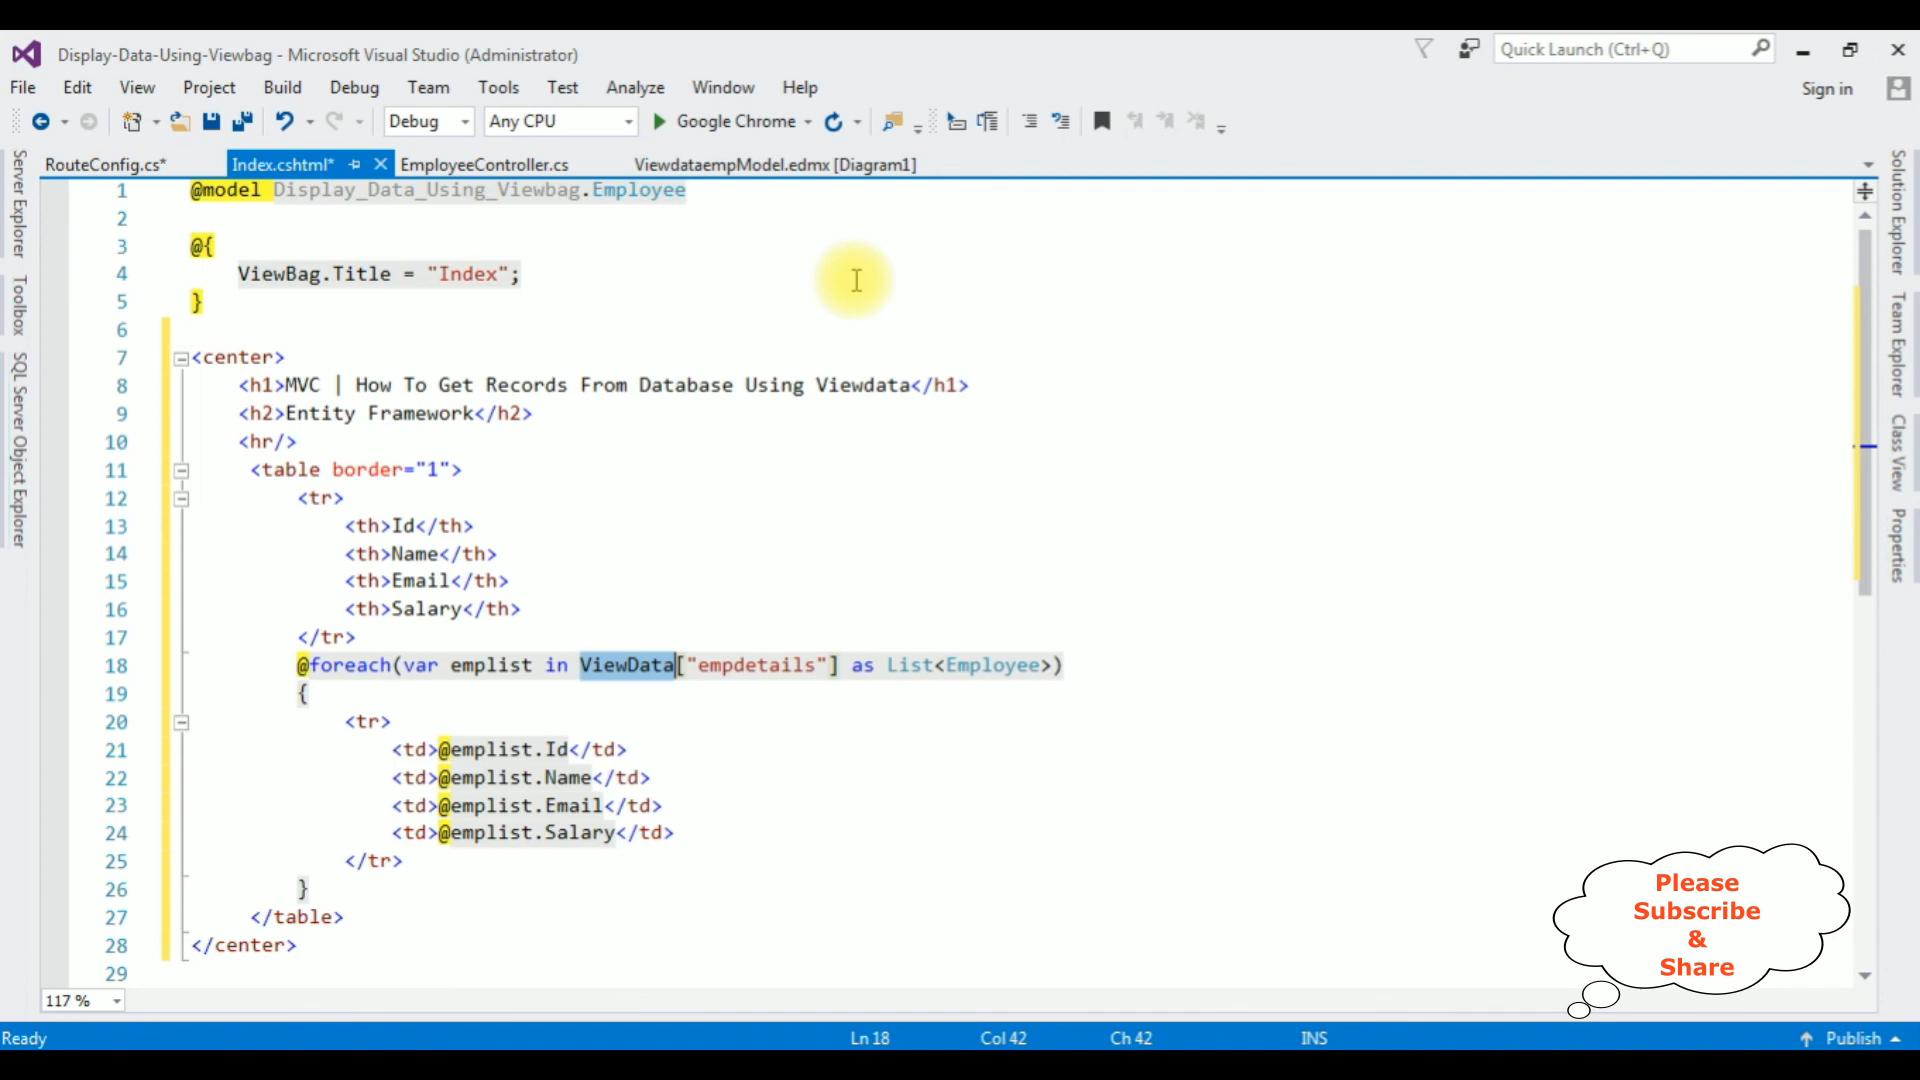 Display-Data-Using-Viewbag - Microsoft Visual Studio (Administrator)
Quick Launch (Ctrl+Q)
File Edit View Project Build Debug Team Tools Test Analyze Window Help
Sign in
Debug Any CPU Google Chrome
RouteConfig.cs* Index.cshtml* EmployeeController.cs ViewdataempModel.edmx [Diagram1]
Server Explorer
Toolbox
SQL Server Object Explorer
Solution Explorer
Team Explorer
Class View
Properties
1 @model Display_Data_Using_Viewbag.Employee
2
3 @{
4 ViewBag.Title = "Index";
5 }
6
7 <center>
8 <h1>MVC | How To Get Records From Database Using Viewdata</h1>
9 <h2>Entity Framework</h2>
10 <hr/>
11 <table border="1">
12 <tr>
13 <th>Id</th>
14 <th>Name</th>
15 <th>Email</th>
16 <th>Salary</th>
17 </tr>
18 @foreach(var emplist in ViewData["empdetails"] as List<Employee>)
19 {
20 <tr>
21 <td>@emplist.Id</td>
22 <td>@emplist.Name</td>
23 <td>@emplist.Email</td>
24 <td>@emplist.Salary</td>
25 </tr>
26 }
27 </table>
28 </center>
29
Please
Subscribe
&
Share
117 %
Ready Ln 18 Col 42 Ch 42 INS Publish